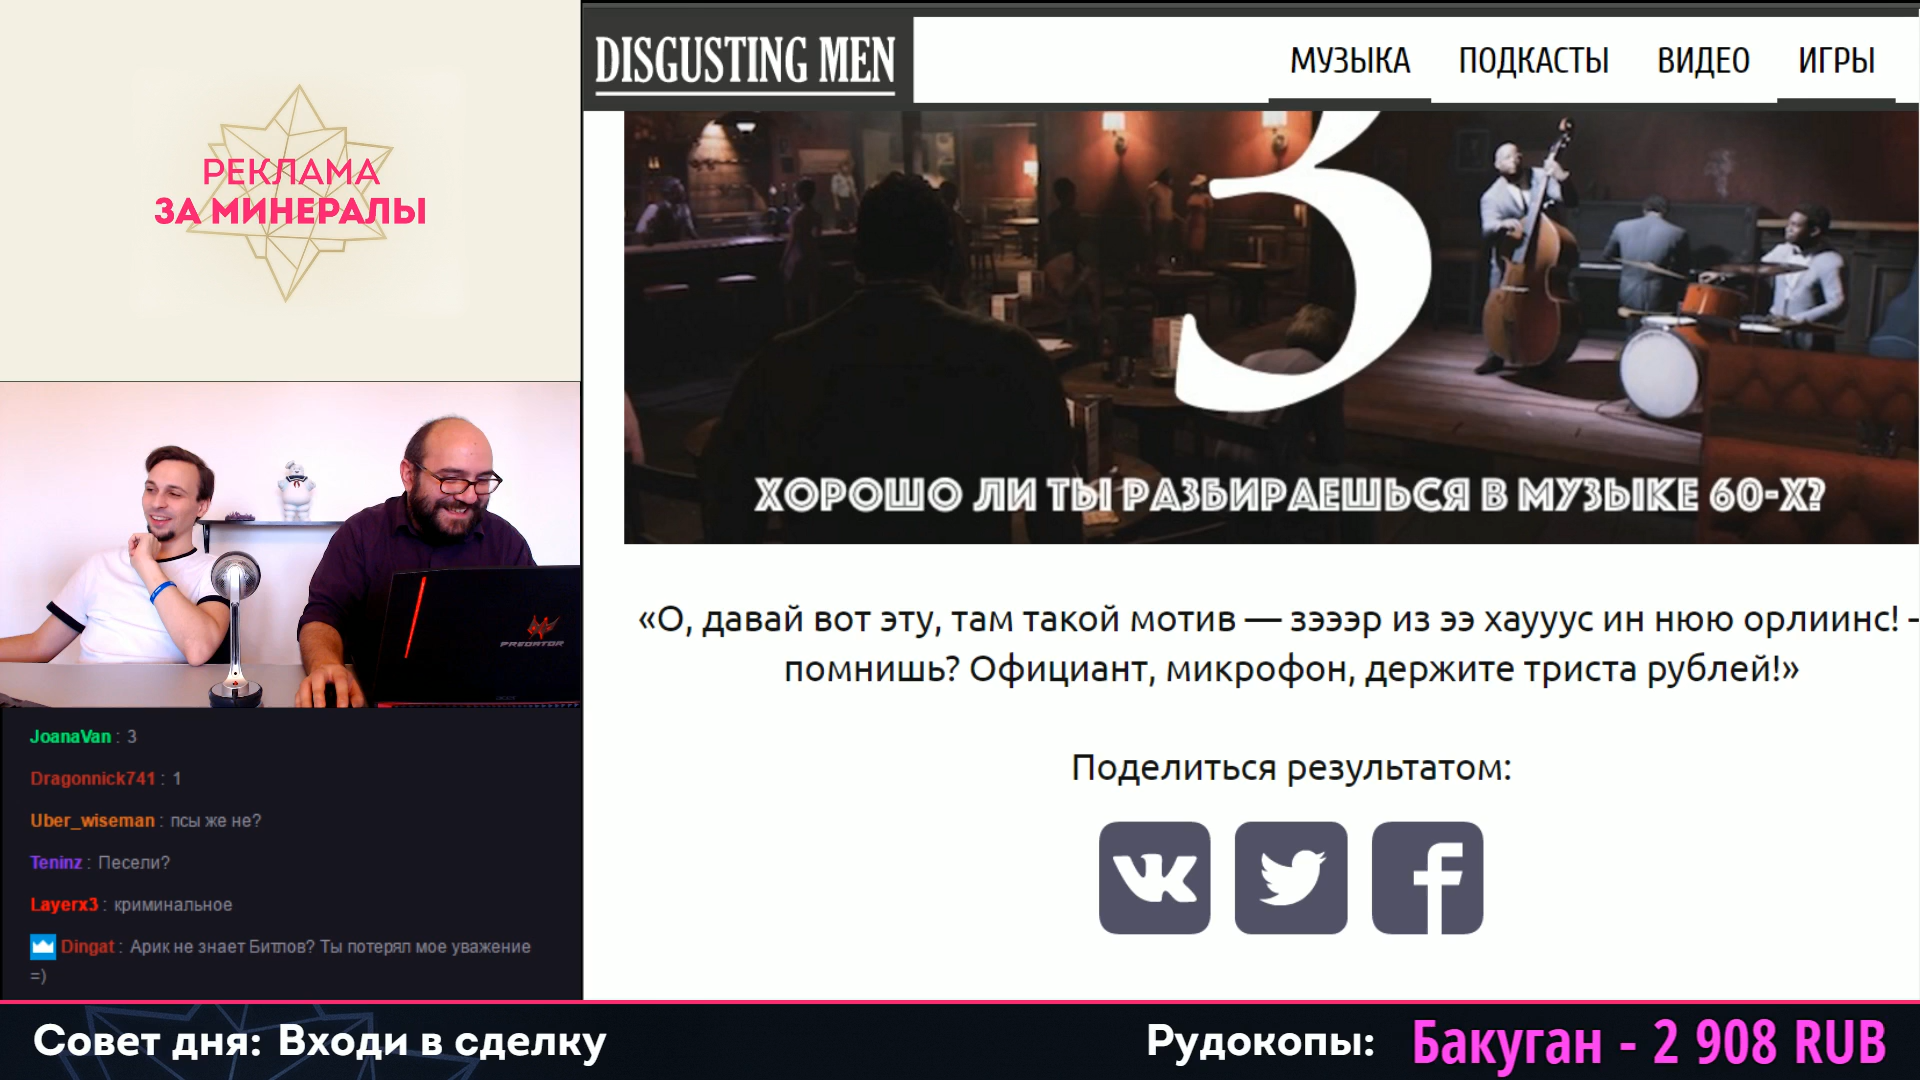 РЕКЛАМА
ЗА МИНЕРАЛЫ
DISGUSTING MEN
МУЗЫКА ПОДКАСТЫ ВИДЕО ИГРЫ
3
ХОРОШО ЛИ ТЫ РАЗБИРАЕШЬСЯ В МУЗЫКЕ 60-Х?
«О, давай вот эту, там такой мотив — зэээр из ээ хауууc ин нюю орлиинс! -
помнишь? Официант, микрофон, держите триста рублей!»
Поделиться результатом:
PREDATOR
JoanaVan : 3
Dragonnick741 : 1
Uber_wiseman : псы же не?
Teninz : Песели?
Layerx3 : криминальное
Dingat : Арик не знает Битлов? Ты потерял мое уважение
=)
Совет дня: Входи в сделку
Рудокопы: Бакуган - 2 908 RUB